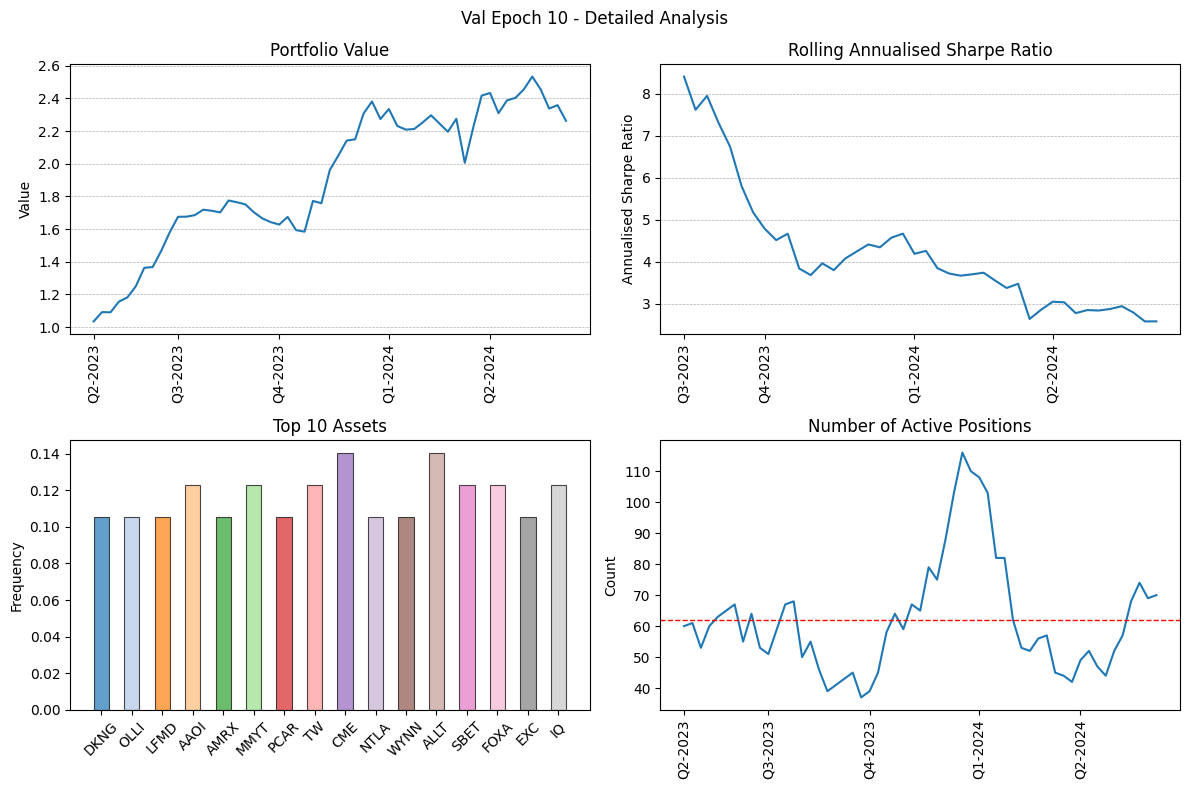 Val Epoch 10 - Detailed Analysis
Portfolio Value
Value
2.6
2.4
2.2
2.0
1.8
1.6
1.4
1.2
1.0
Q2-2023
Q3-2023
Q4-2023
Q1-2024
Q2-2024
Rolling Annualised Sharpe Ratio
Annualised Sharpe Ratio
8
7
6
5
4
3
Q3-2023
Q4-2023
Q1-2024
Q2-2024
Top 10 Assets
Frequency
0.14
0.12
0.10
0.08
0.06
0.04
0.02
0.00
DKNG
OLLI
LFMD
AAOI
AMRX
MMYT
PCAR
TW
CME
NTLA
WYNN
ALLT
SBET
FOXA
EXC
IQ
Number of Active Positions
Count
110
100
90
80
70
60
50
40
Q2-2023
Q3-2023
Q4-2023
Q1-2024
Q2-2024